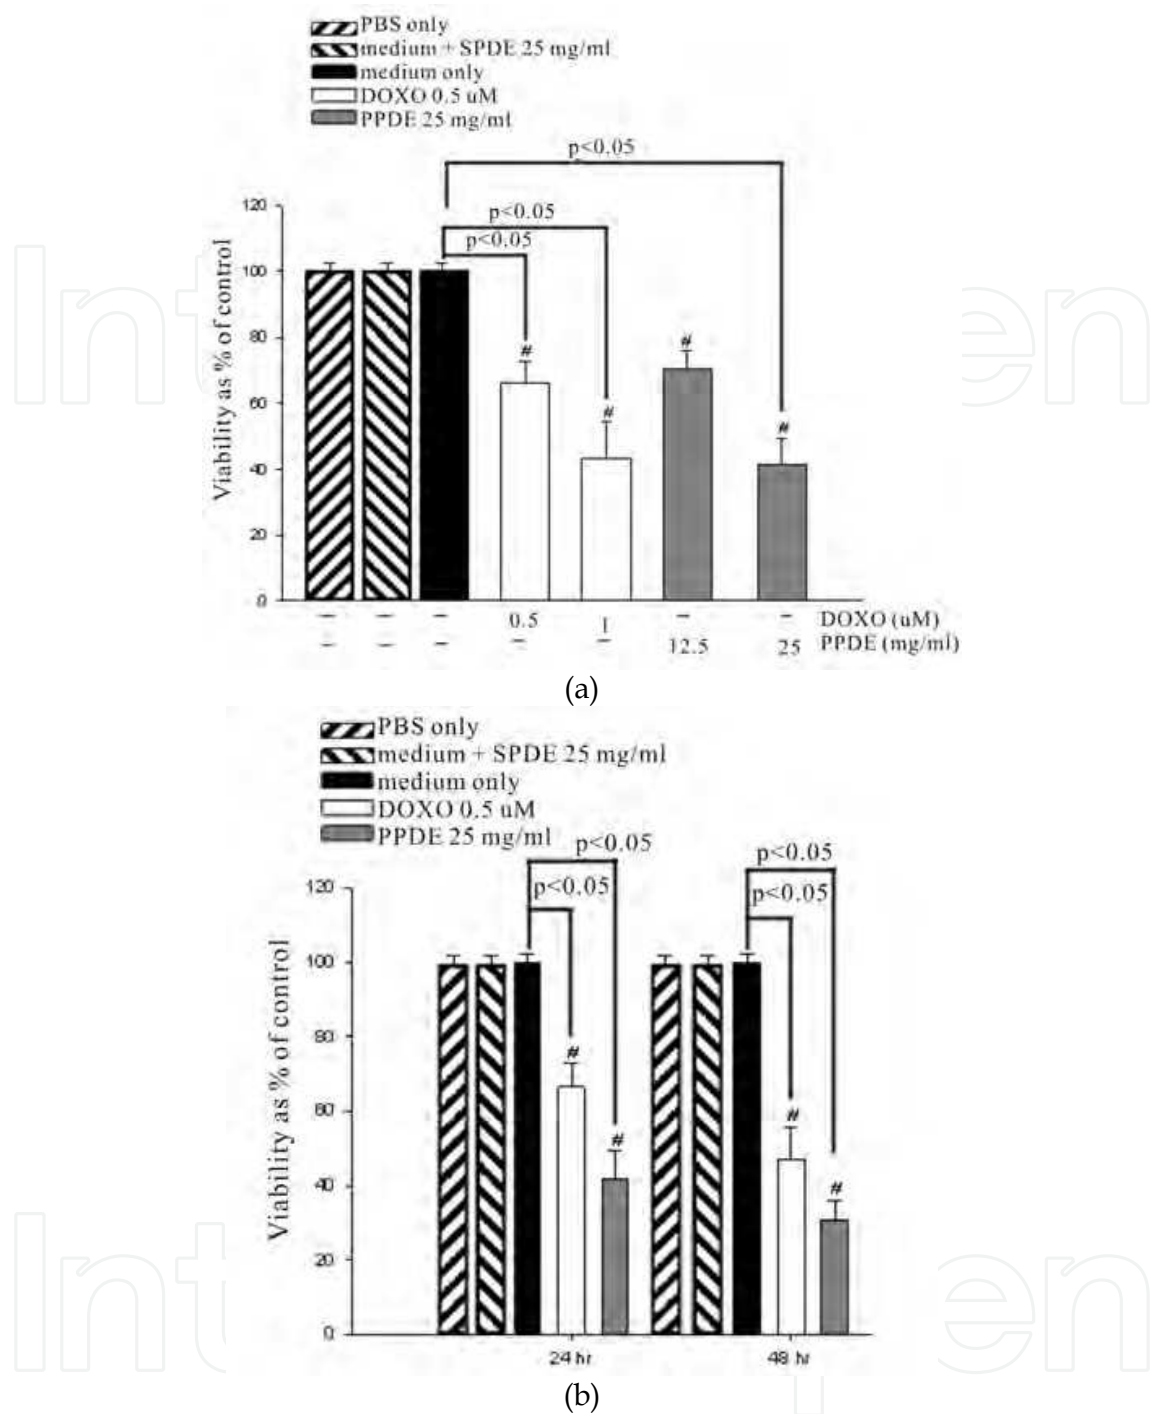 PBS only
medium + SPDE 25 mg/ml
medium only
DOXO 0.5 uM
PPDE 25 mg/ml
p<0.05
p<0.05
p<0.05
120
100
80
60
40
20
0
Viability as % of control
# # # #
– – – 0.5 1 – – DOXO (uM)
– – – – – 12.5 25 PPDE (mg/ml)
(a)
PBS only
medium + SPDE 25 mg/ml
medium only
DOXO 0.5 uM
PPDE 25 mg/ml
p<0.05
p<0.05
p<0.05
p<0.05
120
100
80
60
40
20
0
Viability as % of control
# # # #
24 hr 48 hr
(b)